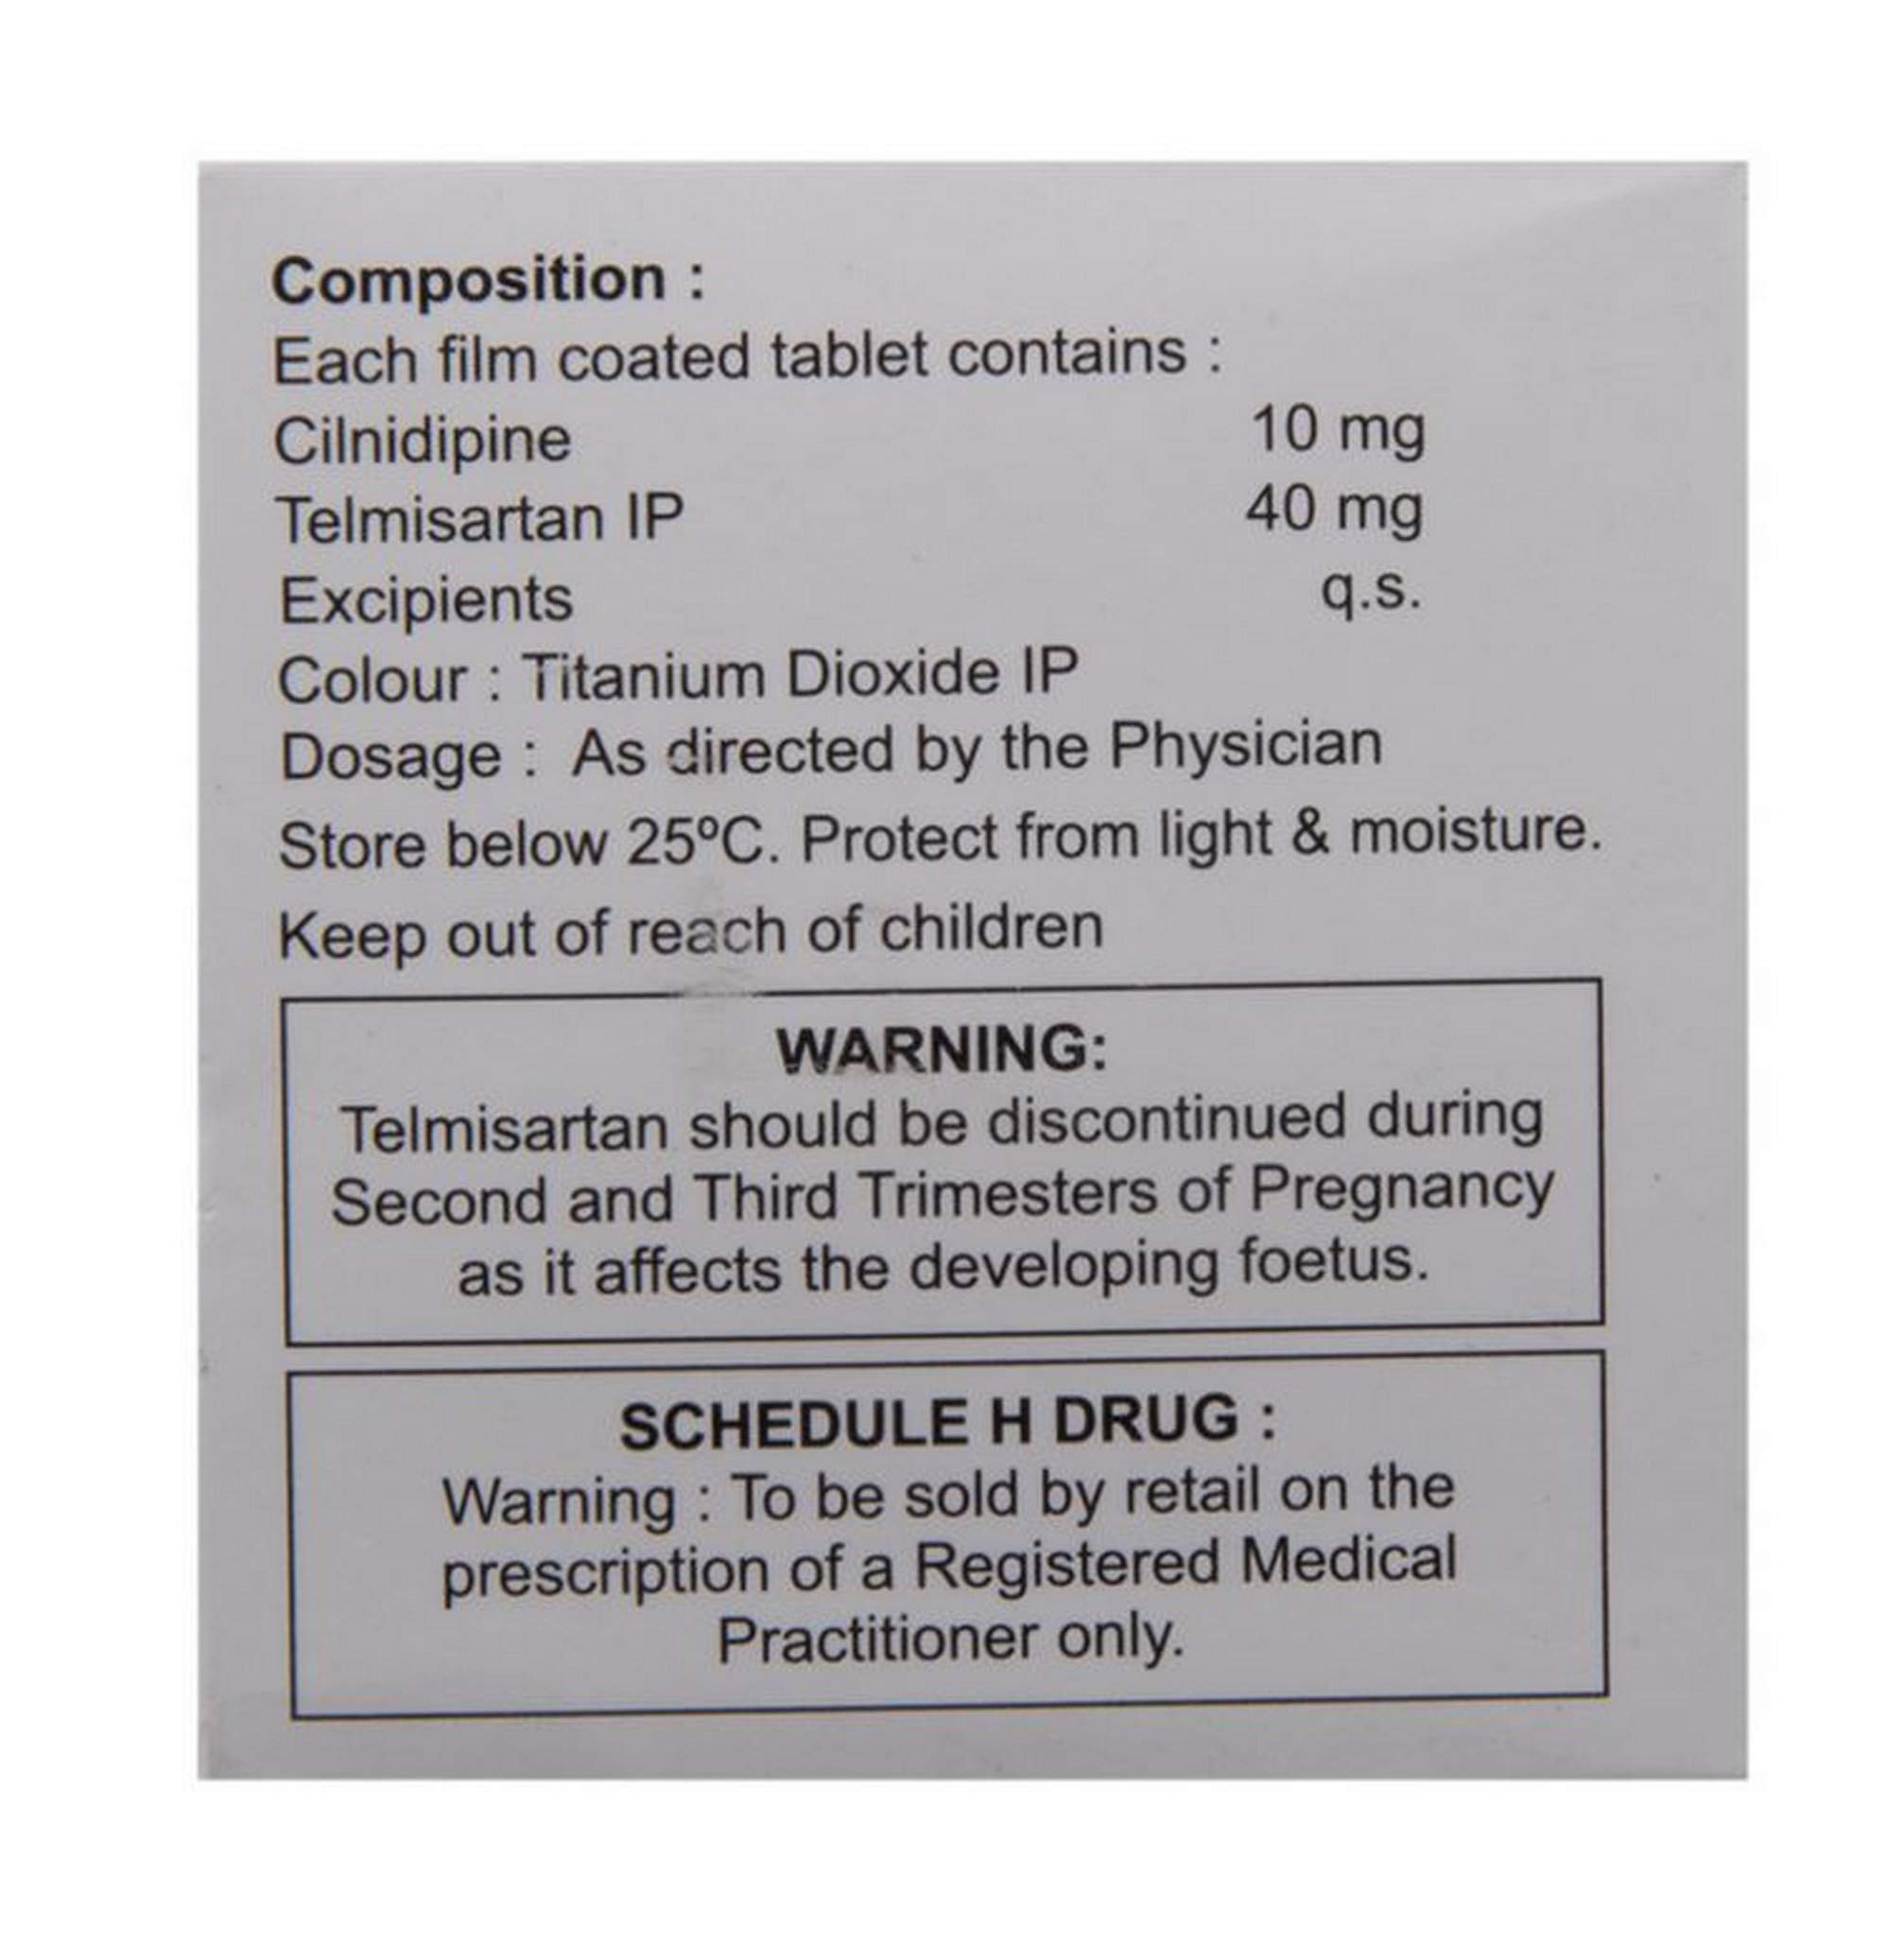 Composition :
Each film coated tablet contains :
Cilnidipine 10 mg
Telmisartan IP 40 mg
Excipients q.s.
Colour : Titanium Dioxide IP
Dosage : As directed by the Physician
Store below 25ºC. Protect from light & moisture.
Keep out of reach of children
WARNING:
Telmisartan should be discontinued during
Second and Third Trimesters of Pregnancy
as it affects the developing foetus.
SCHEDULE H DRUG :
Warning : To be sold by retail on the
prescription of a Registered Medical
Practitioner only.